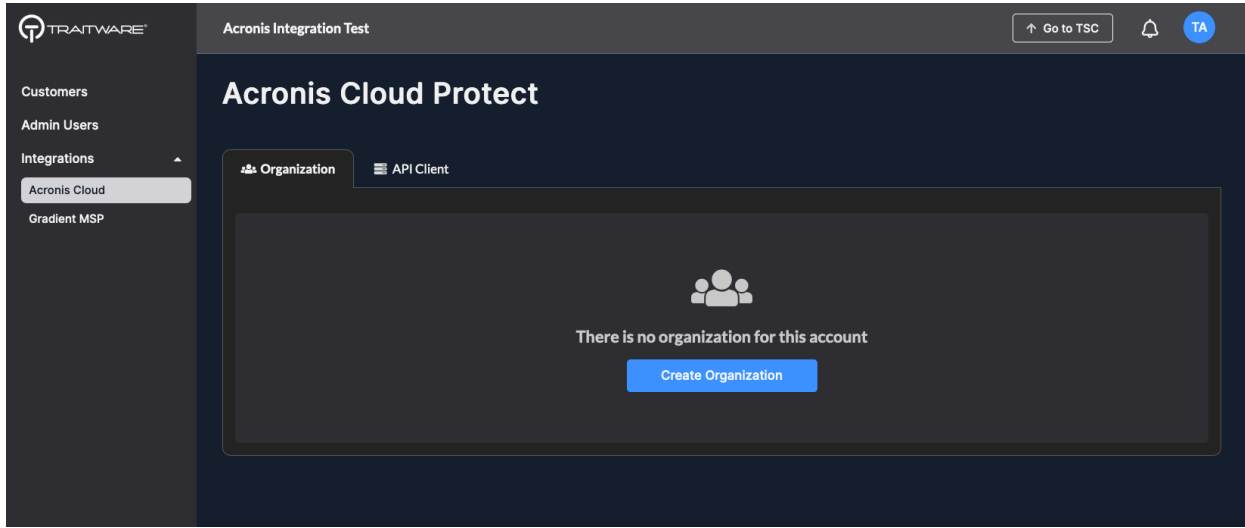 TRAITWARE®
Acronis Integration Test
↑ Go to TSC
TA
Customers
Admin Users
Integrations
Acronis Cloud
Gradient MSP
Acronis Cloud Protect
Organization
API Client
There is no organization for this account
Create Organization